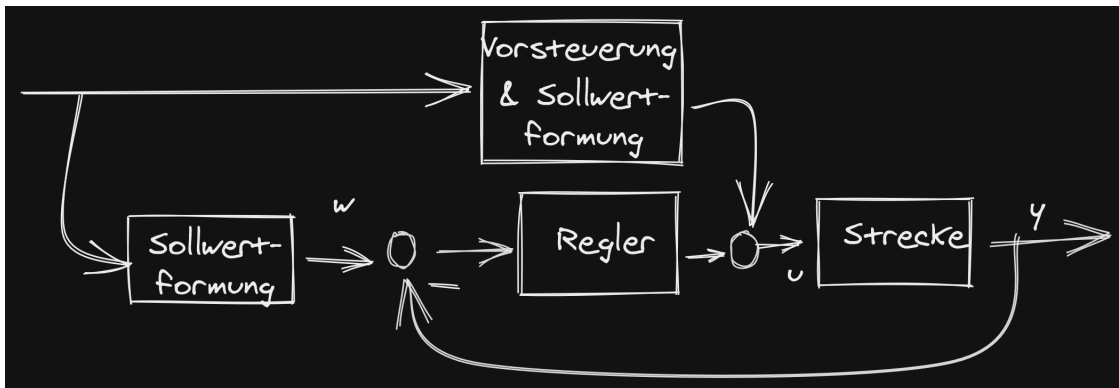 Vorsteuerung
& Sollwert-
formung
w
Sollwert-
formung
Regler
Strecke
y
u
–